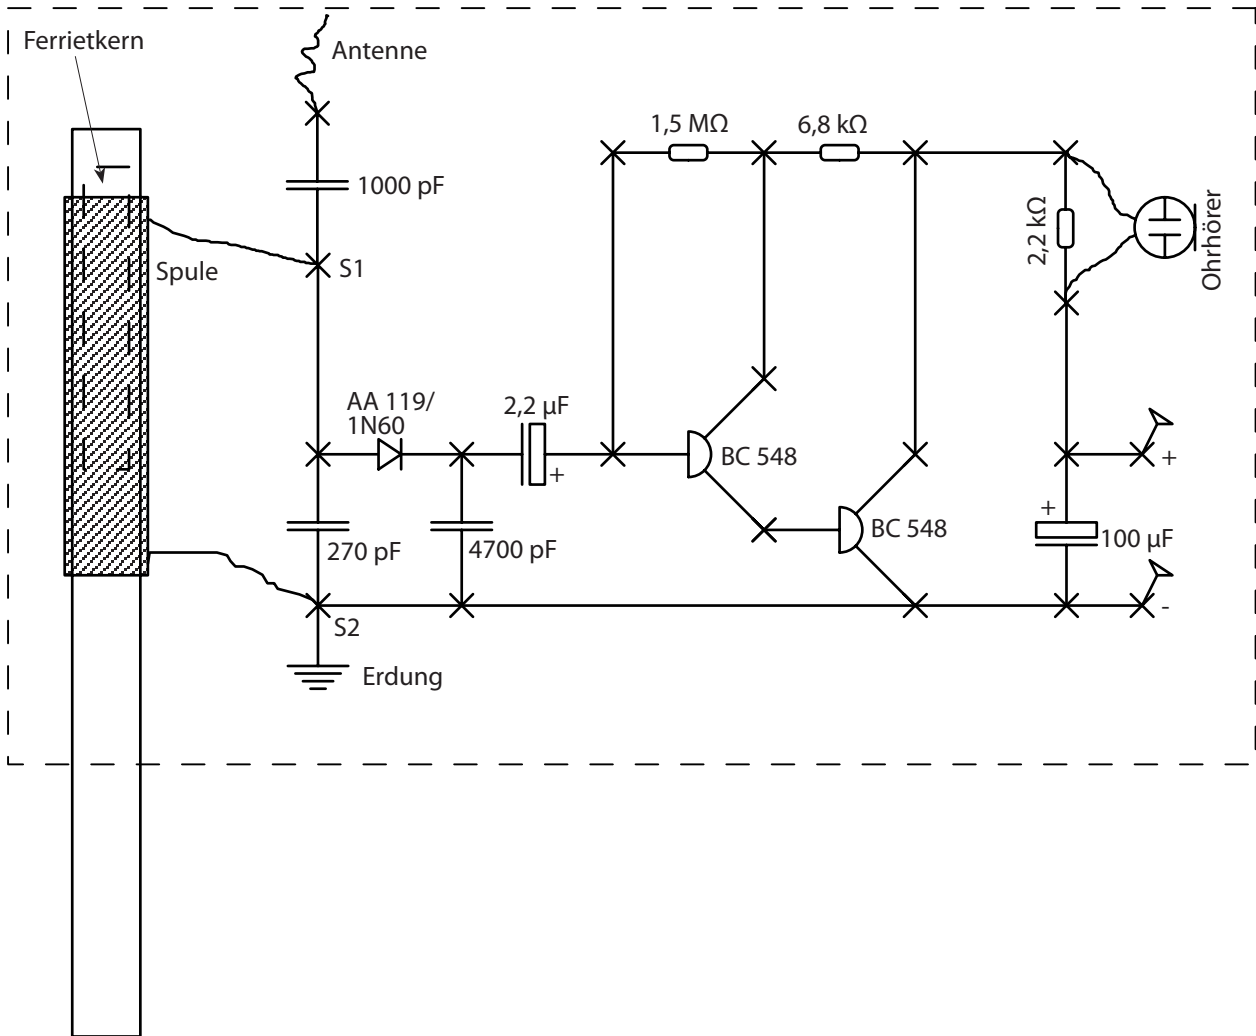 Ferrietkern
Antenne
1,5 MΩ
6,8 kΩ
1000 pF
2,2 kΩ
Ohrhörer
Spule
S1
AA 119/
1N60
2,2 µF
+
BC 548
+
270 pF
4700 pF
BC 548
+
100 µF
-
S2
Erdung